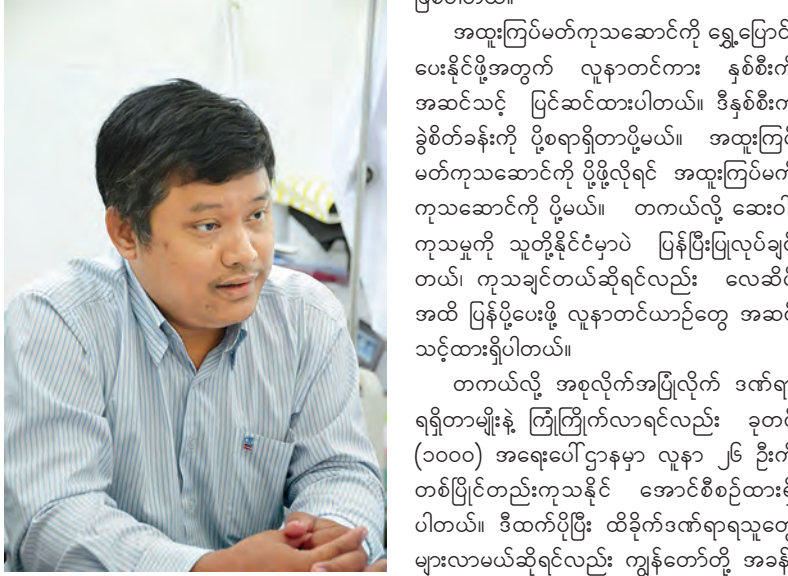 အထူးကြပ်မတ်ကုသဆောင်ကို ရွှေ့ပြောင်း
ပေးနိုင်ဖို့အတွက် လူနာတင်ကား နှစ်စီးကို
အဆင်သင့် ပြင်ဆင်ထားပါတယ်။ ဒီနှစ်စီးက
ခွဲစိတ်ခန်းကို ပို့စရာရှိတာပို့မယ်။ အထူးကြပ်
မတ်ကုသဆောင်ကို ပို့ဖို့လိုရင် အထူးကြပ်မတ်
ကုသဆောင်ကို ပို့မယ်။ တကယ်လို့ ဆေးဝါး
ကုသမှုကို သူတို့နိုင်ငံမှာပဲ ပြန်ပြီးပြုလုပ်ချင်
တယ်၊ ကုသချင်တယ်ဆိုရင်လည်း လေဆိပ်
အထိ ပြန်ပို့ပေးဖို့ လူနာတင်ယာဉ်တွေ အဆင်
သင့်ထားရှိပါတယ်။
တကယ်လို့ အစုလိုက်အပြုံလိုက် ဒဏ်ရာ
ရရှိတာမျိုးနဲ့ ကြုံကြိုက်လာရင်လည်း ခုတင်
(၁၀၀၀) အရေးပေါ်ဌာနမှာ လူနာ ၂၆ ဦးကို
တစ်ပြိုင်တည်းကုသနိုင် အောင်စီစဉ်ထားရှိ
ပါတယ်။ ဒီထက်ပိုပြီး ထိခိုက်ဒဏ်ရာရသူတွေ
များလာမယ်ဆိုရင်လည်း ကျွန်တော်တို့ အခန်း